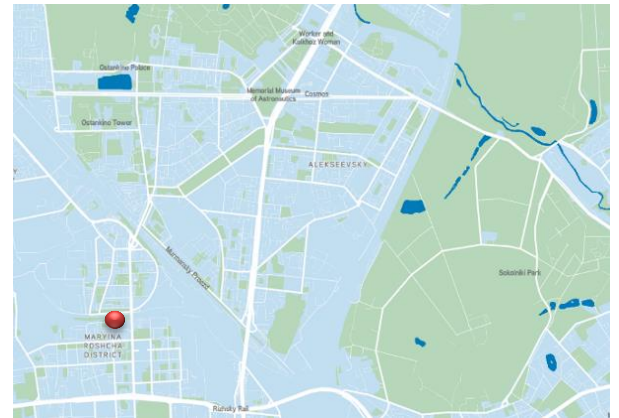 Worker and
Kolkhoz Woman
Ostankino Palace
Memorial Museum
of Astronautics
Cosmos
Ostankino Tower
ALEKSEEVSKY
Murmansky Proezd
Sokolniki Park
MARYINA
ROSHCHA
DISTRICT
Rizhsky Rail